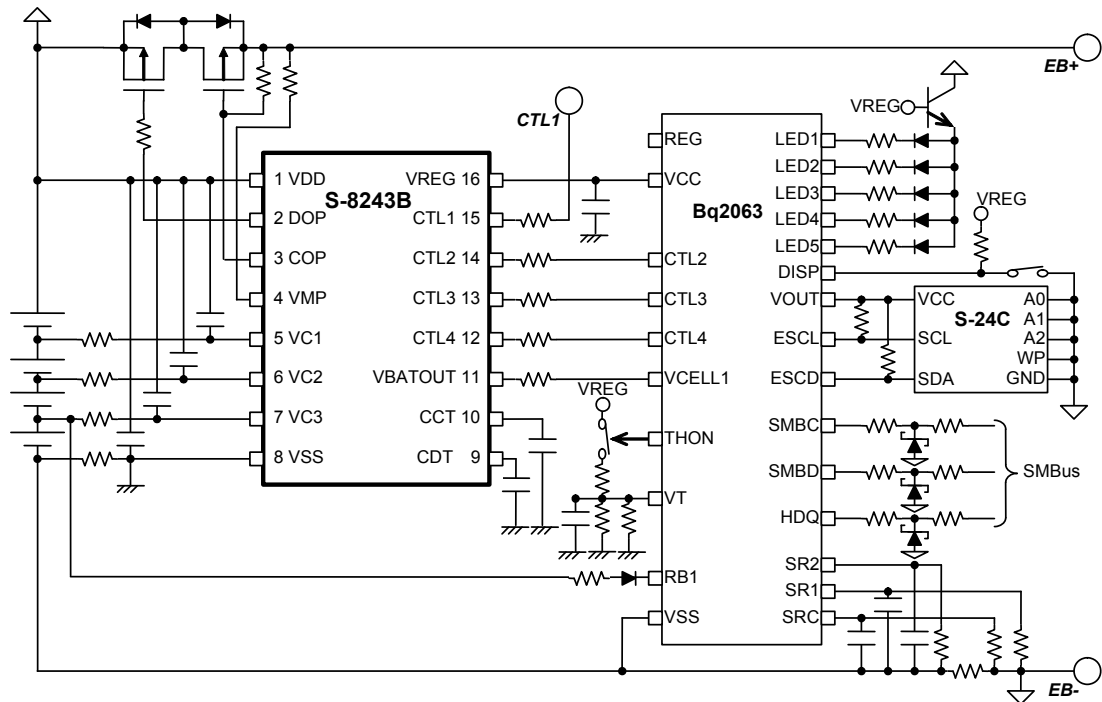 EB+
CTL1
VREG
S-8243B
1 VDD
2 DOP
3 COP
4 VMP
5 VC1
6 VC2
7 VC3
8 VSS
VREG 16
CTL1 15
CTL2 14
CTL3 13
CTL4 12
VBATOUT 11
CCT 10
CDT 9
VREG
Bq2063
REG
VCC
CTL2
CTL3
CTL4
VCELL1
THON
VT
RB1
VSS
LED1
LED2
LED3
LED4
LED5
DISP
VOUT
ESCL
ESCD
SMBC
SMBD
HDQ
SR2
SR1
SRC
VREG
S-24C
VCC
SCL
SDA
A0
A1
A2
WP
GND
SMBus
EB-